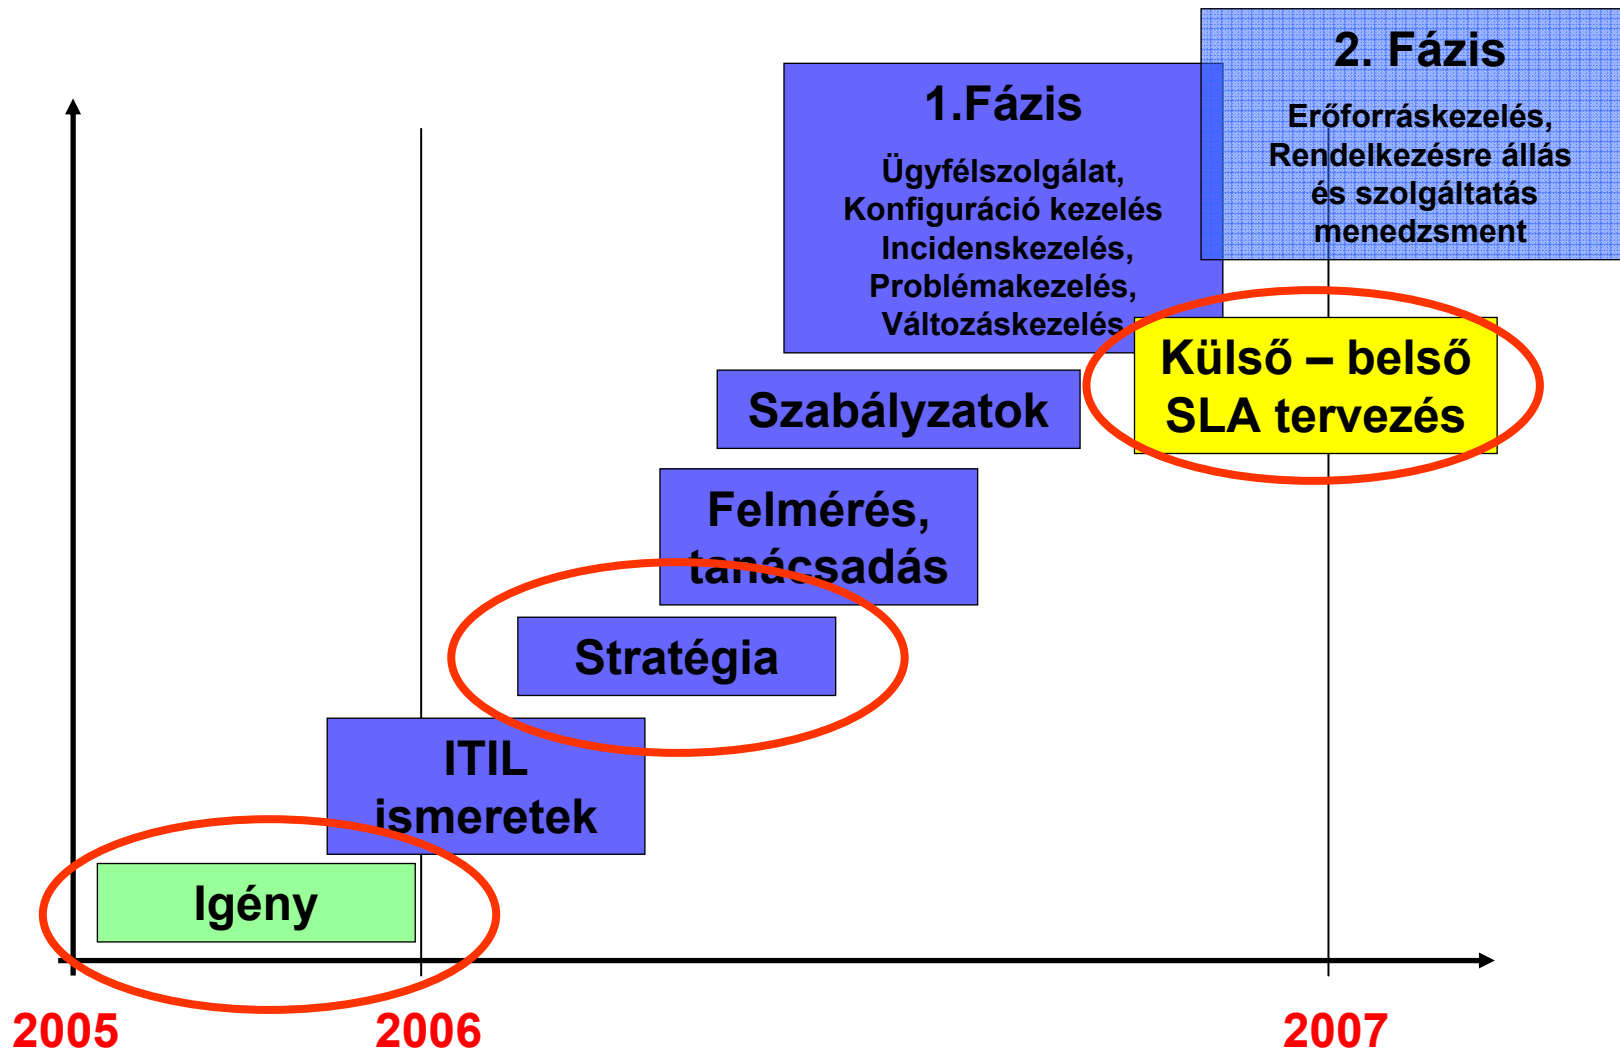 2. Fázis
Erőforráskezelés,
Rendelkezésre állás
és szolgáltatás
menedzsment
1.Fázis
Ügyfélszolgálat,
Konfiguráció kezelés
Incidenskezelés,
Problémakezelés,
Változáskezelés
Külső – belső
SLA tervezés
Szabályzatok
Felmérés,
tanácsadás
Stratégia
ITIL
ismeretek
Igény
2005
2006
2007